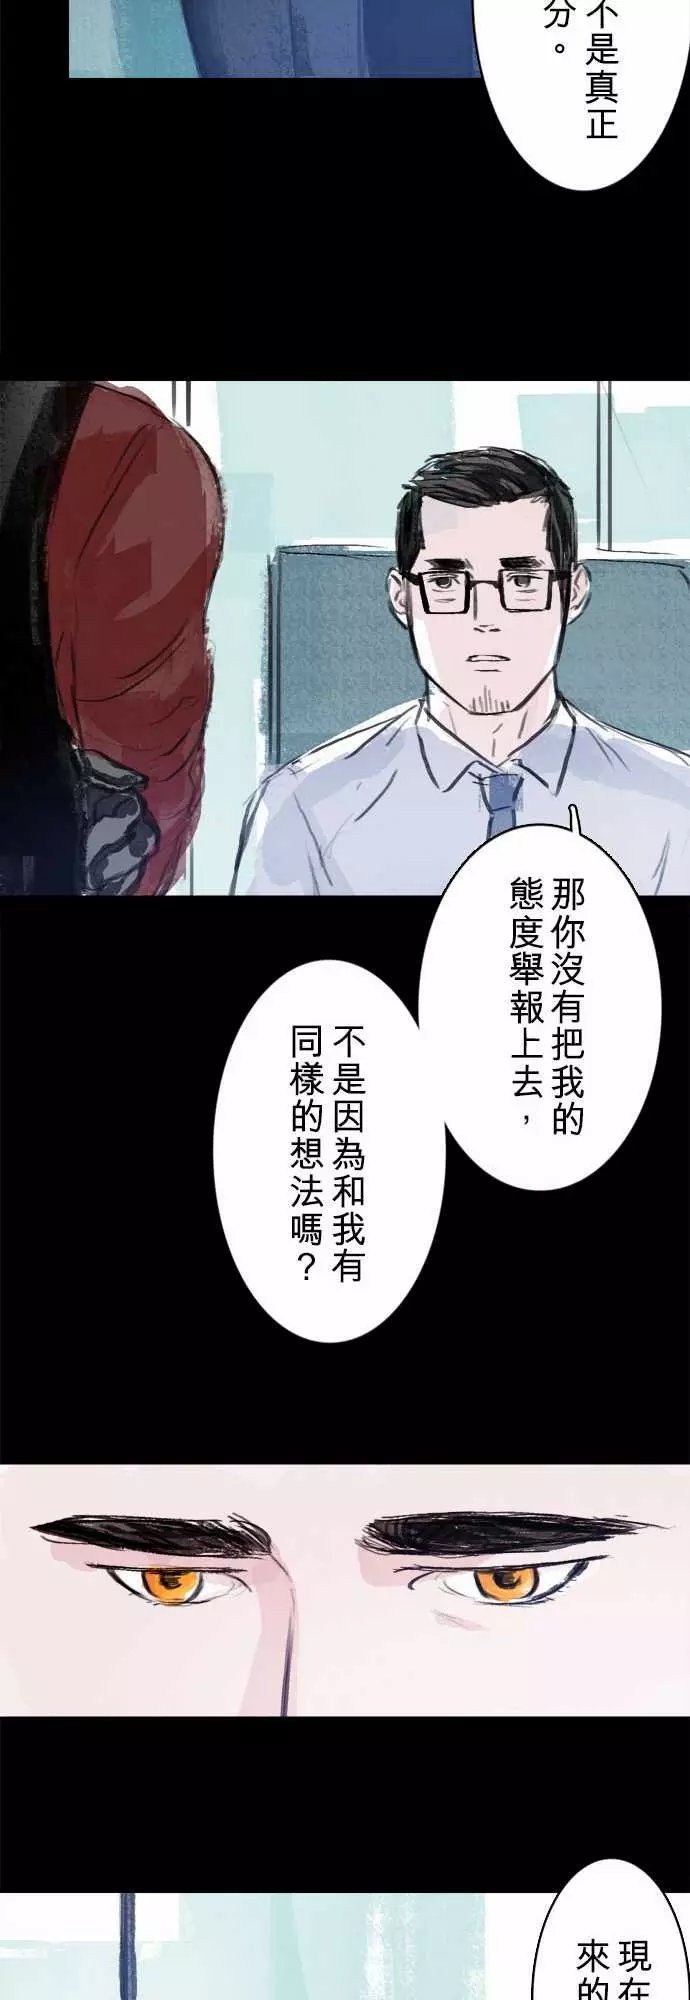 不是真正
分。
那你沒有把我的
態度舉報上去，
不是因為和我有
同樣的想法嗎？
現在
來的